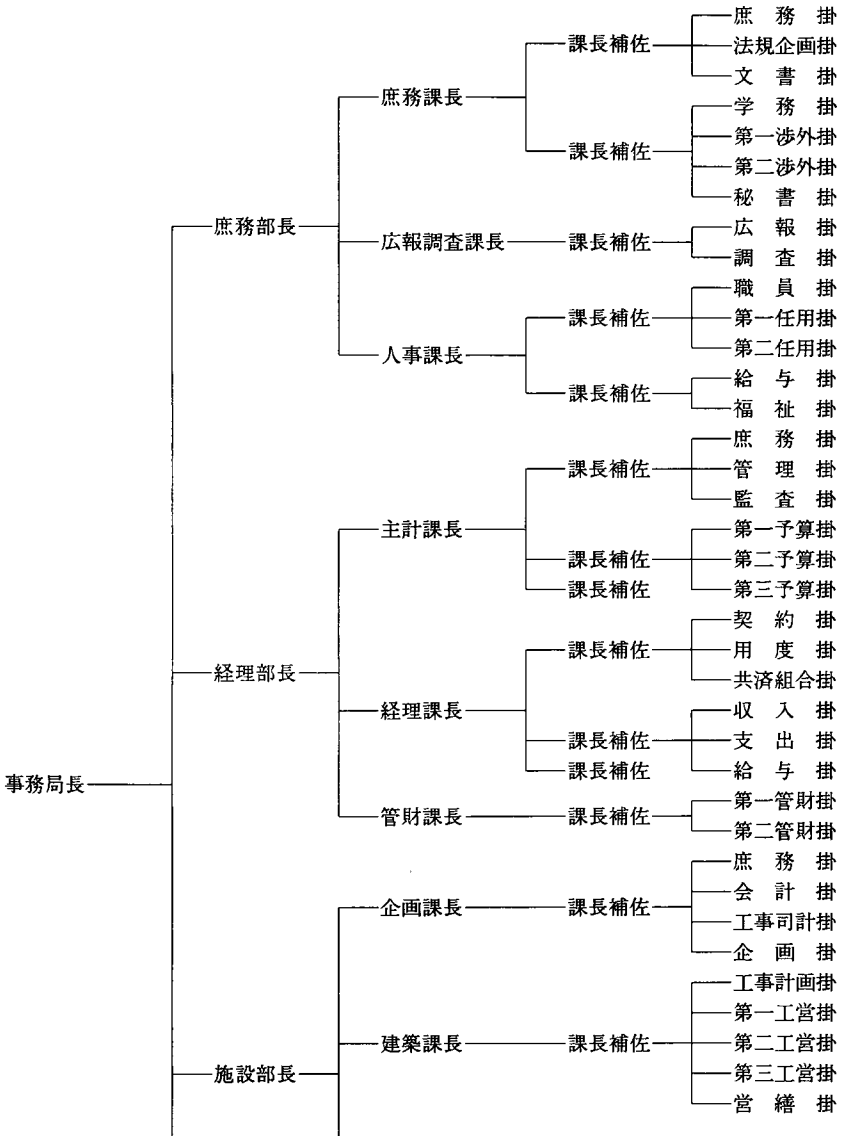 庶務掛
課長補佐 法規企画掛
文書掛
庶務課長
学務掛
課長補佐 第一渉外掛
第二渉外掛
秘書掛
庶務部長 広報調査課長 課長補佐 広報掛
調査掛
職員掛
課長補佐 第一任用掛
第二任用掛
人事課長
課長補佐 給与掛
福祉掛
庶務掛
課長補佐 管理掛
監査掛
主計課長 第一予算掛
課長補佐 第二予算掛
課長補佐 第三予算掛
契約掛
課長補佐 用度掛
共済組合掛
経理部長
経理課長 収入掛
課長補佐 支出掛
課長補佐 給与掛
事務局長
管財課長 課長補佐 第一管財掛
第二管財掛
庶務掛
会計掛
企画課長 課長補佐 工事司計掛
企画掛
工事計画掛
第一工営掛
建築課長 課長補佐 第二工営掛
施設部長 第三工営掛
営繕掛